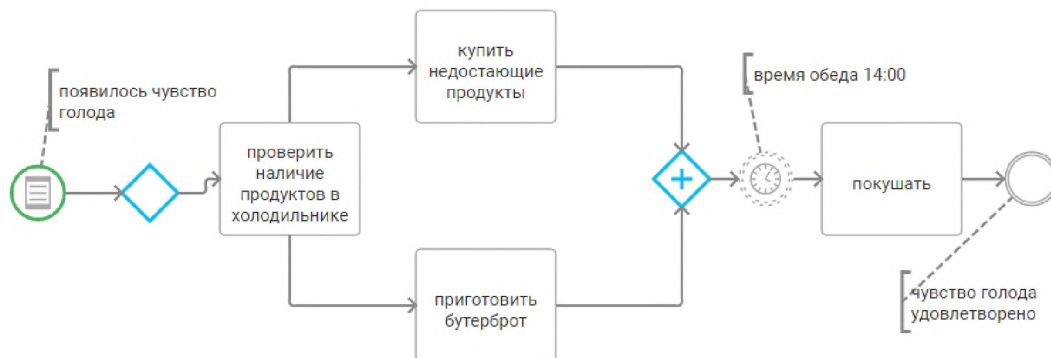 появилось чувство
голода
проверить
наличие
продуктов в
холодильнике
купить
недостающие
продукты
приготовить
бутерброт
время обеда 14:00
покушать
чувство голода
удовлетворено